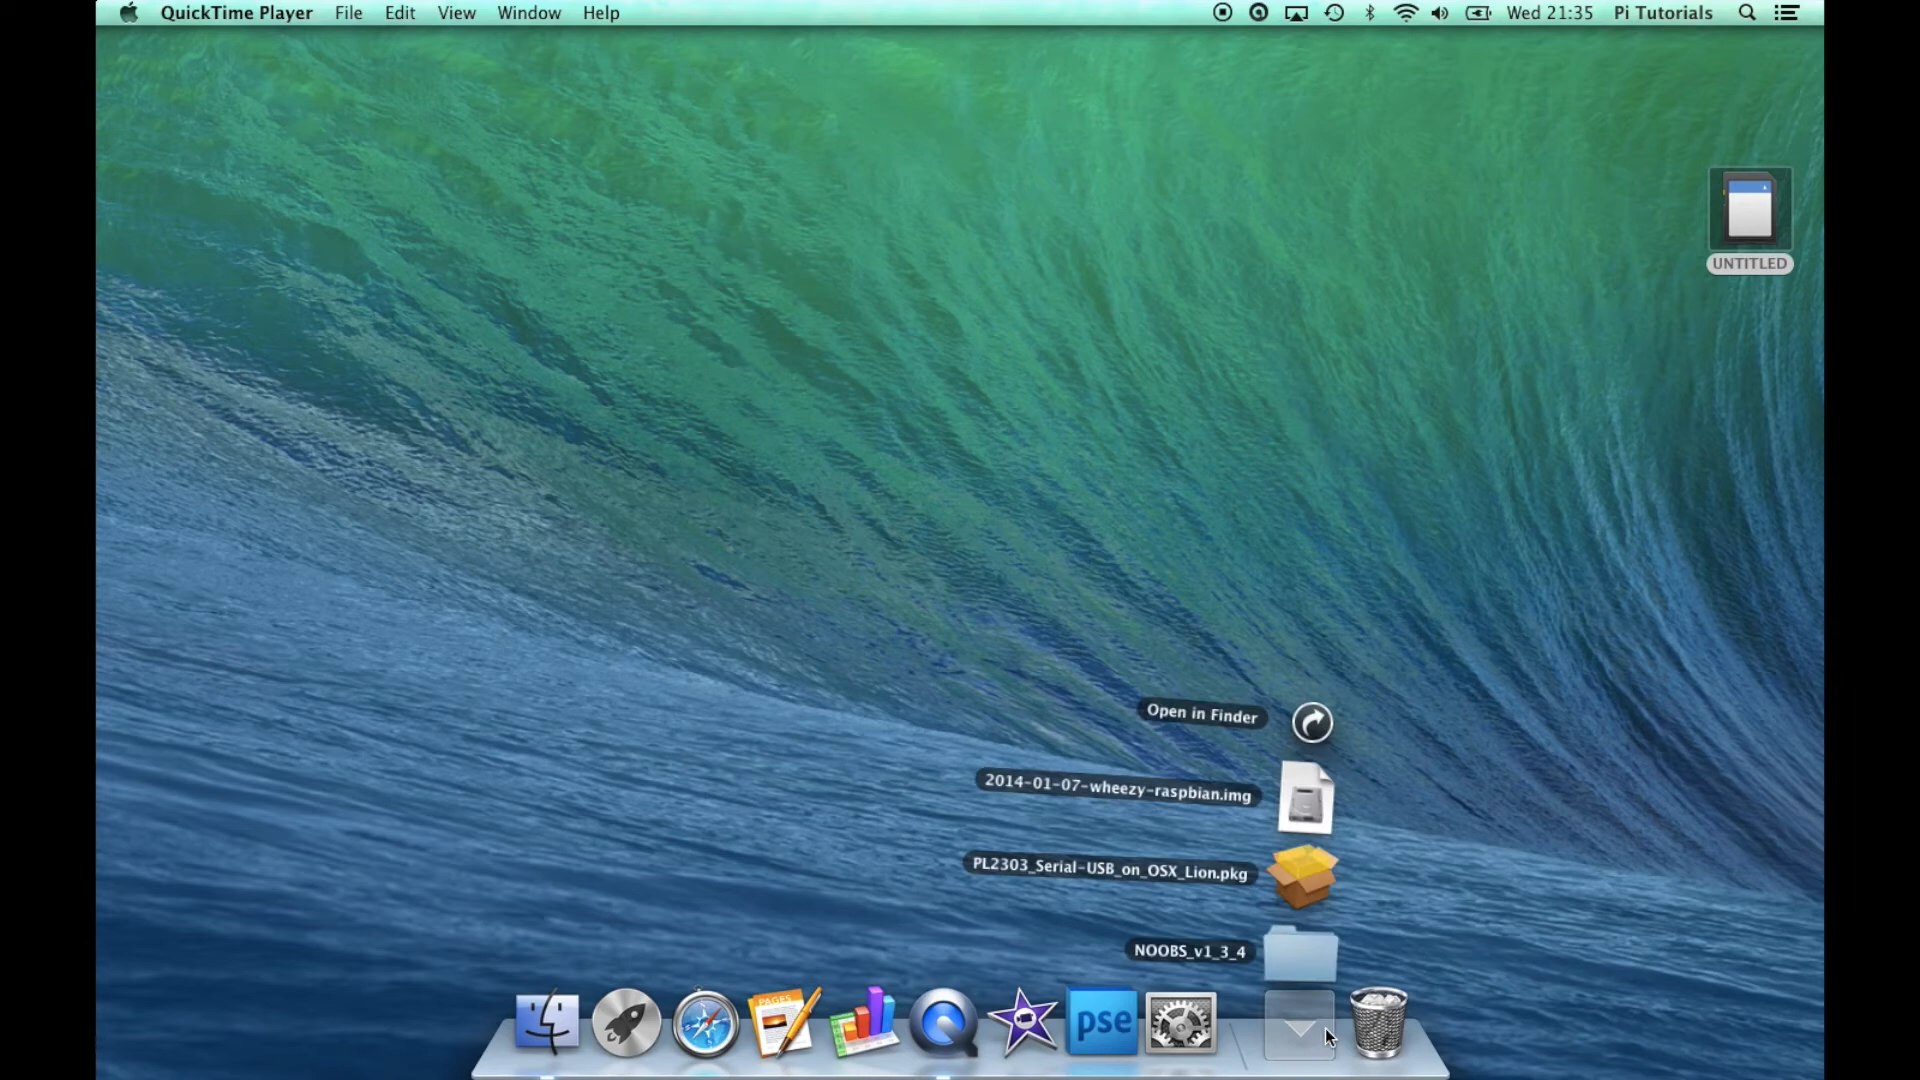 QuickTime Player File Edit View Window Help Wed 21:35 Pi Tutorials
UNTITLED
Open in Finder
2014-01-07-wheezy-raspbian.img
PL2303_Serial-USB_on_OSX_Lion.pkg
NOOBS_v1_3_4
PAGES
pse